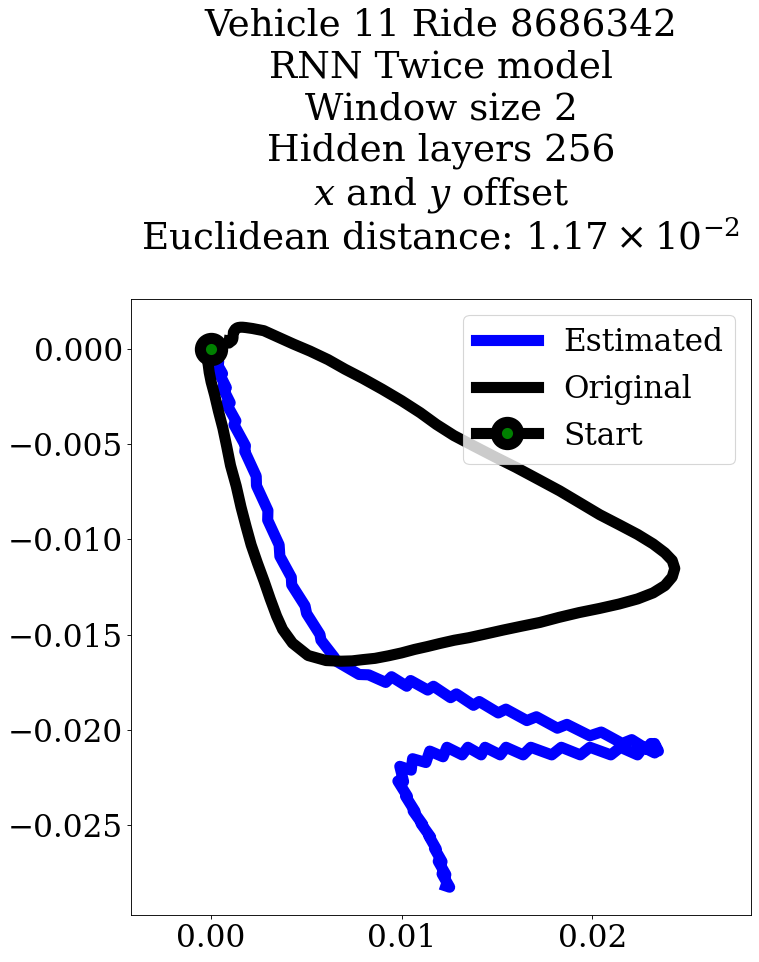 Vehicle 11 Ride 8686342
RNN Twice model
Window size 2
Hidden layers 256
x and y offset
Euclidean distance: 1.17 × 10⁻²
Estimated
Original
Start
0.000
−0.005
−0.010
−0.015
−0.020
−0.025
0.00
0.01
0.02